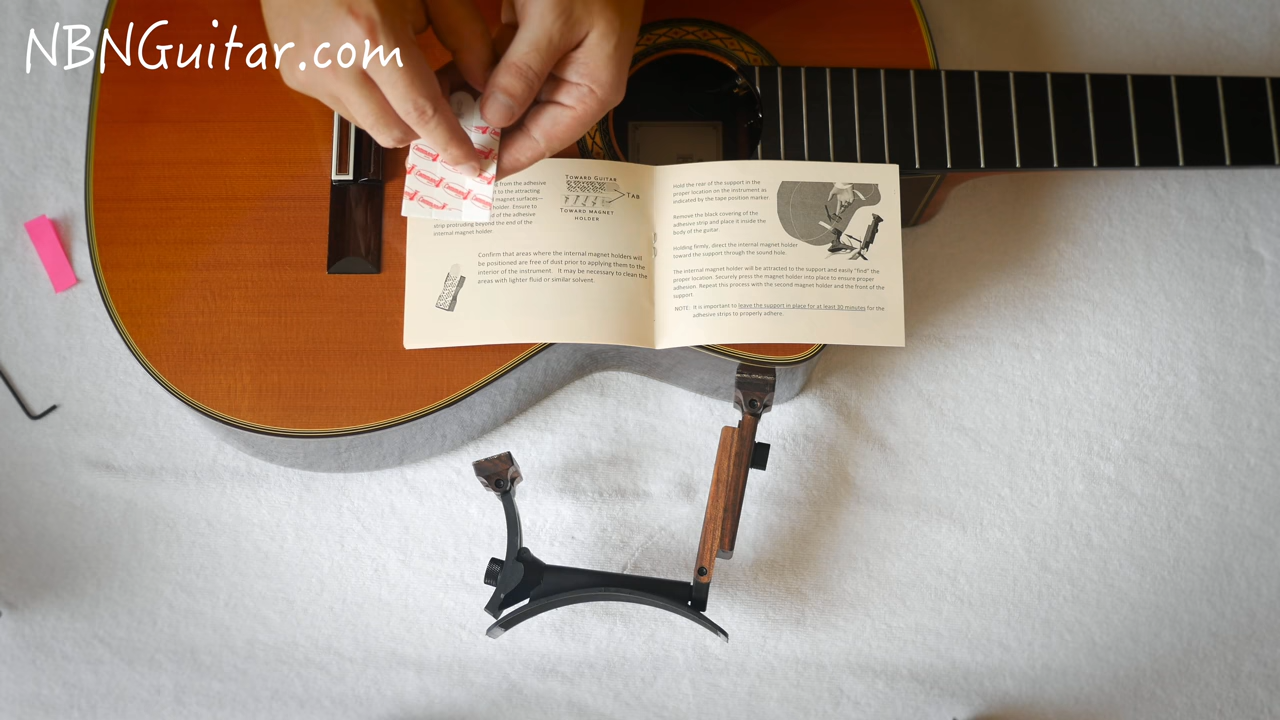 NBNGuitar.com
from the adhesive
to the attracting
magnet surfaces—
holder. Ensure to
of the adhesive
strip protruding beyond the end of the
internal magnet holder.
TOWARD GUITAR
TAB
TOWARD MAGNET
HOLDER
Confirm that areas where the internal magnet holders will
be positioned are free of dust prior to applying them to the
interior of the instrument. It may be necessary to clean the
areas with lighter fluid or similar solvent.
Hold the rear of the support in the
proper location on the instrument as
indicated by the tape position marker.
Remove the black covering of the
adhesive strip and place it inside the
body of the guitar.
Holding firmly, direct the internal magnet holder
toward the support through the sound hole.
The internal magnet holder will be attracted to the support and easily "find" the
proper location. Securely press the magnet holder into place to ensure proper
adhesion. Repeat this process with the second magnet holder and the front of the
support.
NOTE: It is important to leave the support in place for at least 30 minutes for the
adhesive strips to properly adhere.